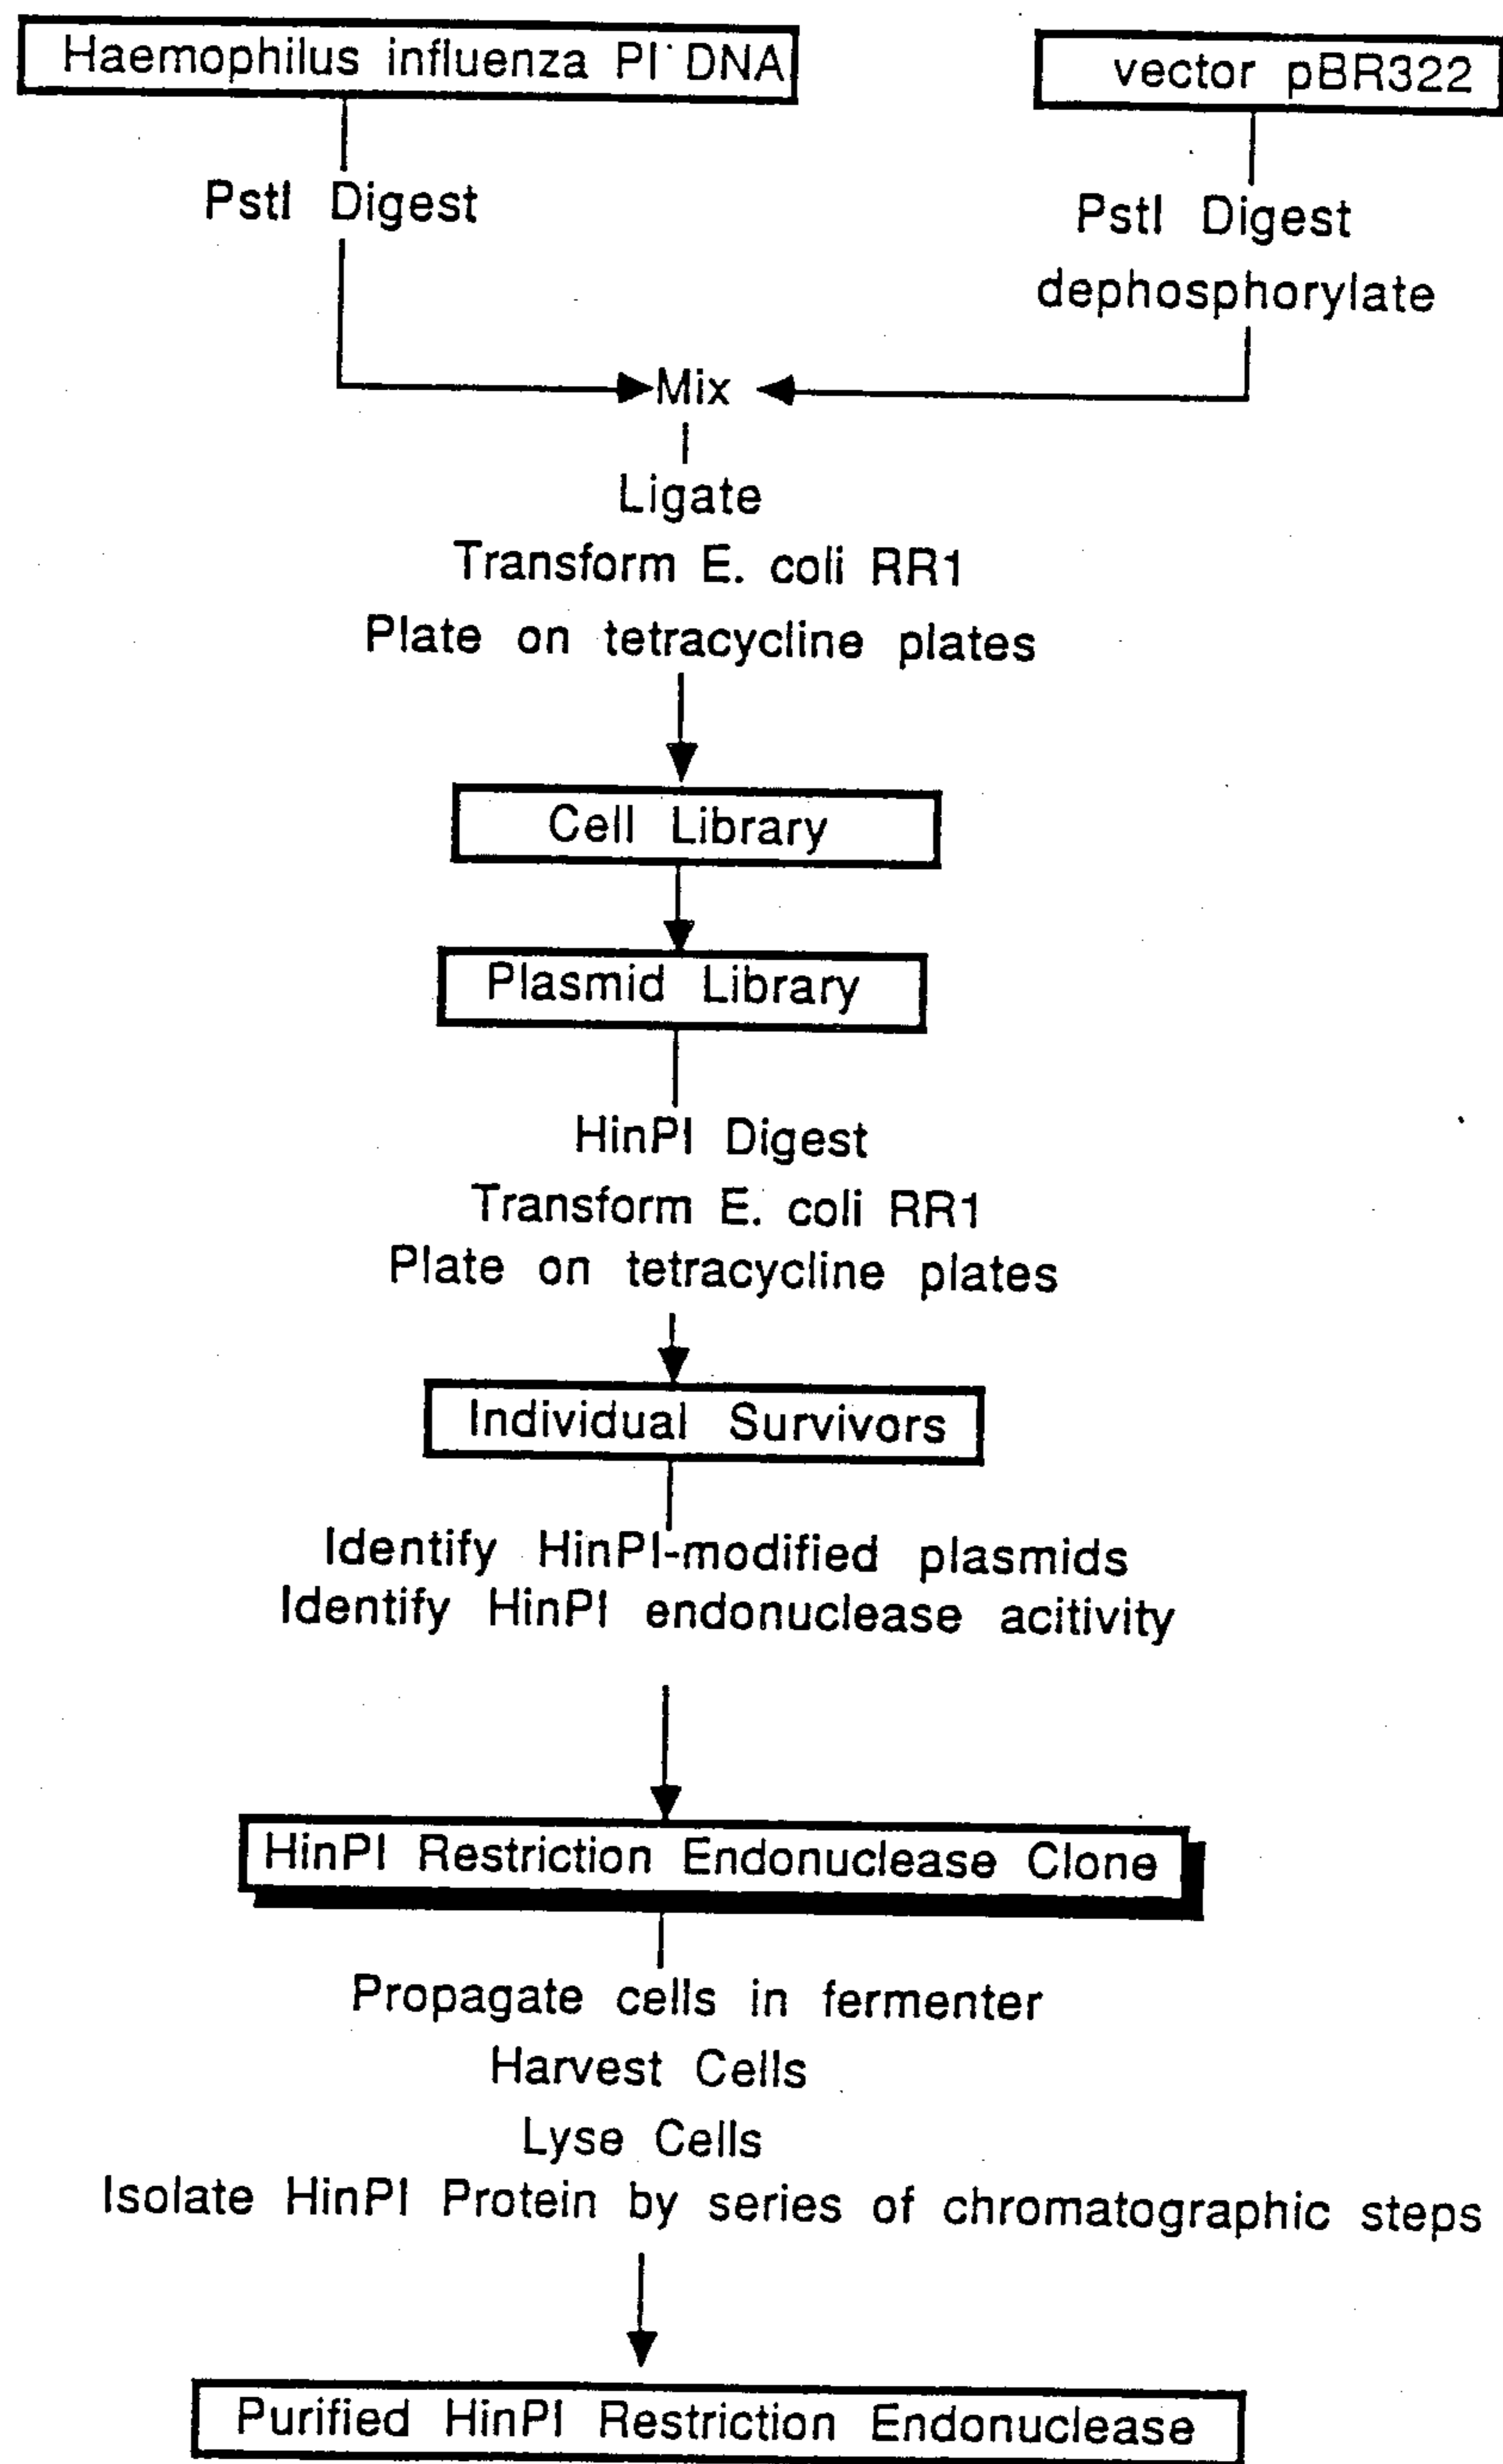 Haemophilus influenza PI DNA
vector pBR322
PstI Digest
PstI Digest
dephosphorylate
Mix
Ligate
Transform E. coli RR1
Plate on tetracycline plates
Cell Library
Plasmid Library
HinPI Digest
Transform E. coli RR1
Plate on tetracycline plates
Individual Survivors
Identify HinPI-modified plasmids
Identify HinPI endonuclease acitivity
HinPI Restriction Endonuclease Clone
Propagate cells in fermenter
Harvest Cells
Lyse Cells
Isolate HinPI Protein by series of chromatographic steps
Purified HinPI Restriction Endonuclease